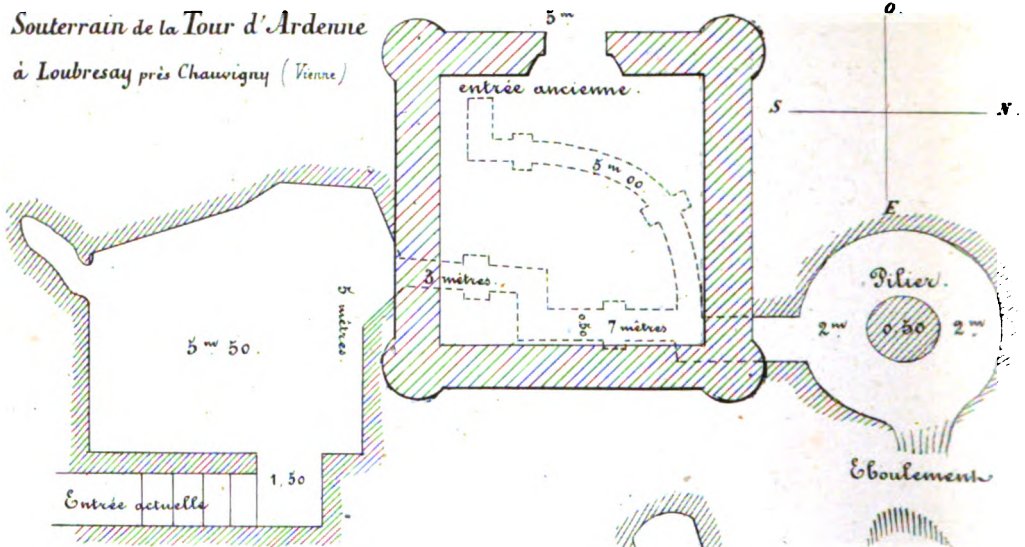 Souterrain de la Tour d'Ardenne
à Loubresay près Chauvigny (Vienne)
5 m
entrée ancienne.
O.
S
N.
E
5 m 00
3 mètres.
5 mètres.
5 m 50.
0,50
7 mètres
Pilier.
2 m
0.50
2 m
Eboulement
1,50
Entrée actuelle